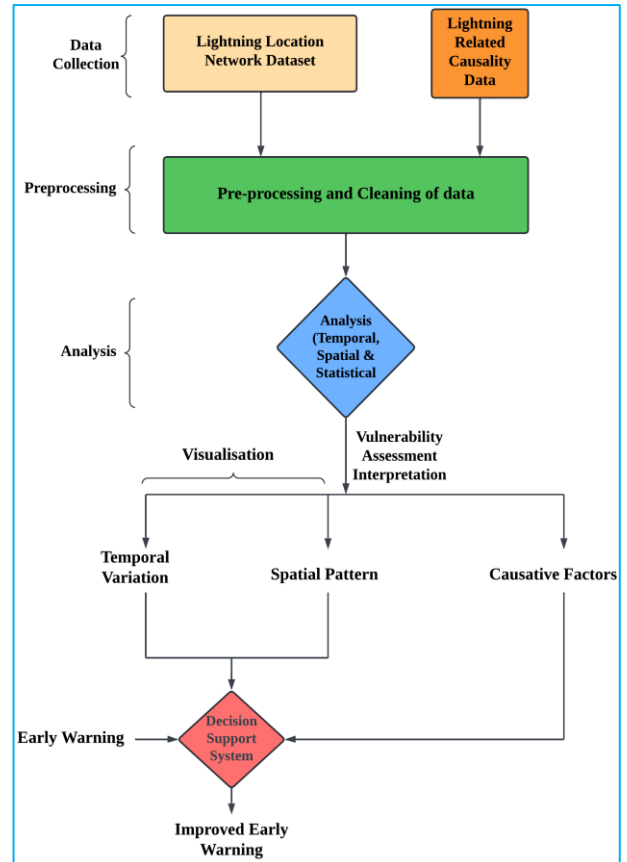 Data
Collection
Lightning Location
Network Dataset
Lightning
Related
Causality
Data
Preprocessing
Pre-processing and Cleaning of data
Analysis
Analysis
(Temporal,
Spatial &
Statistical
Visualisation
Vulnerability
Assessment
Interpretation
Temporal
Variation
Spatial Pattern
Causative Factors
Early Warning
Decision
Support
System
Improved Early
Warning